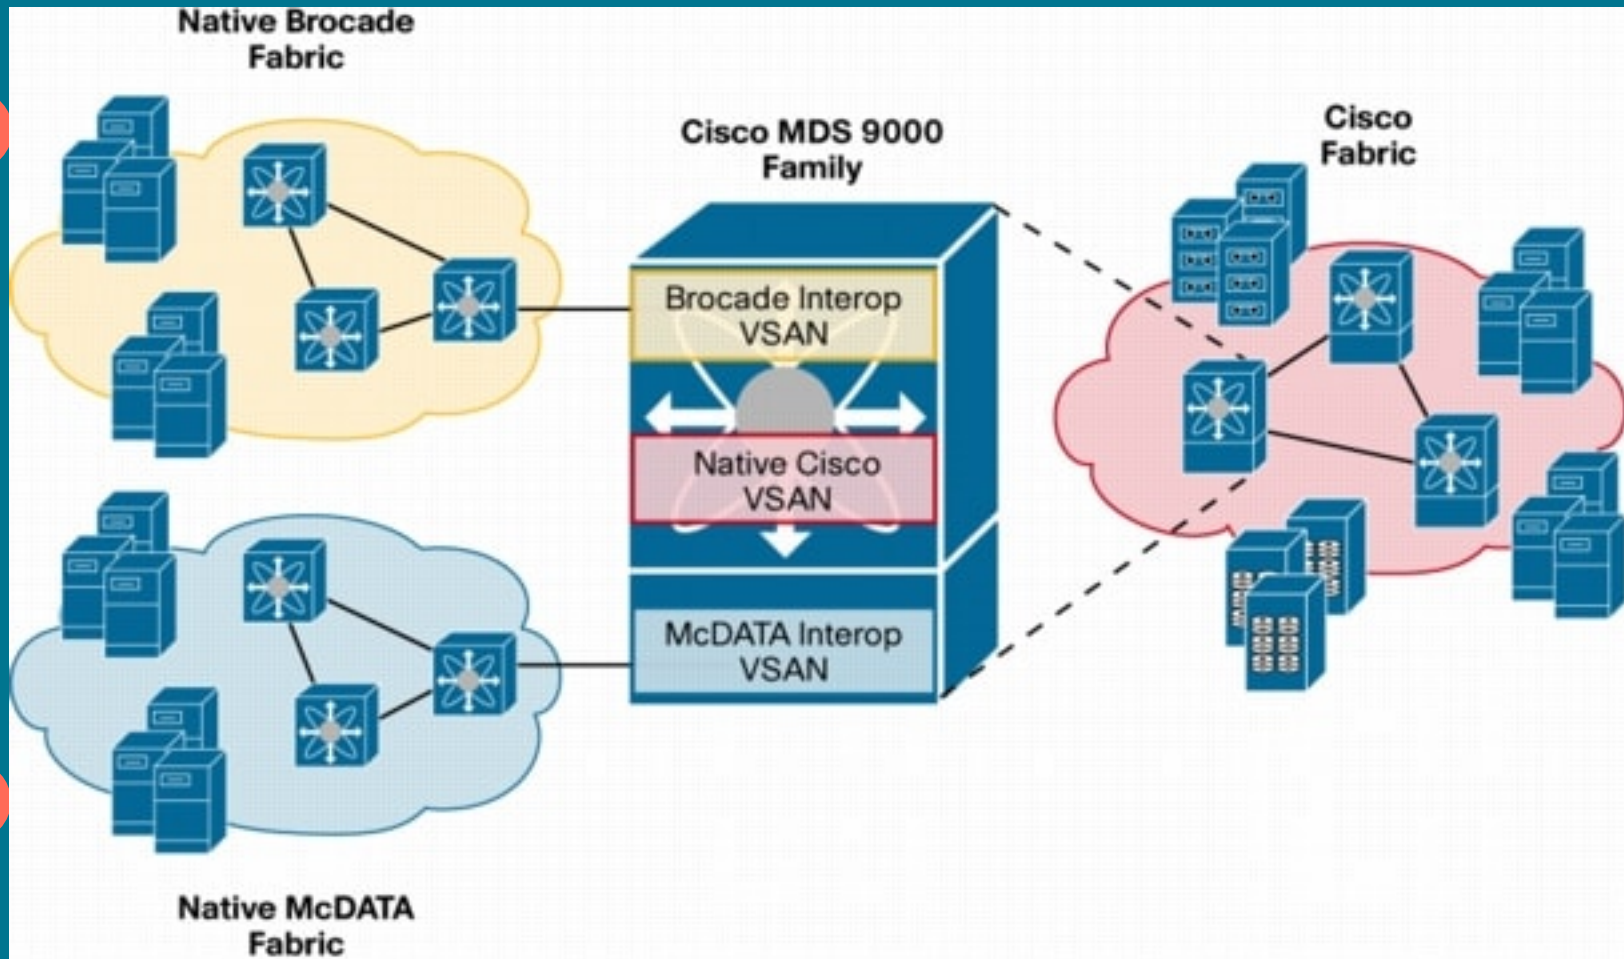 Native Brocade
Fabric
Cisco MDS 9000
Family
Cisco
Fabric
Brocade Interop
VSAN
Native Cisco
VSAN
McDATA Interop
VSAN
Native McDATA
Fabric